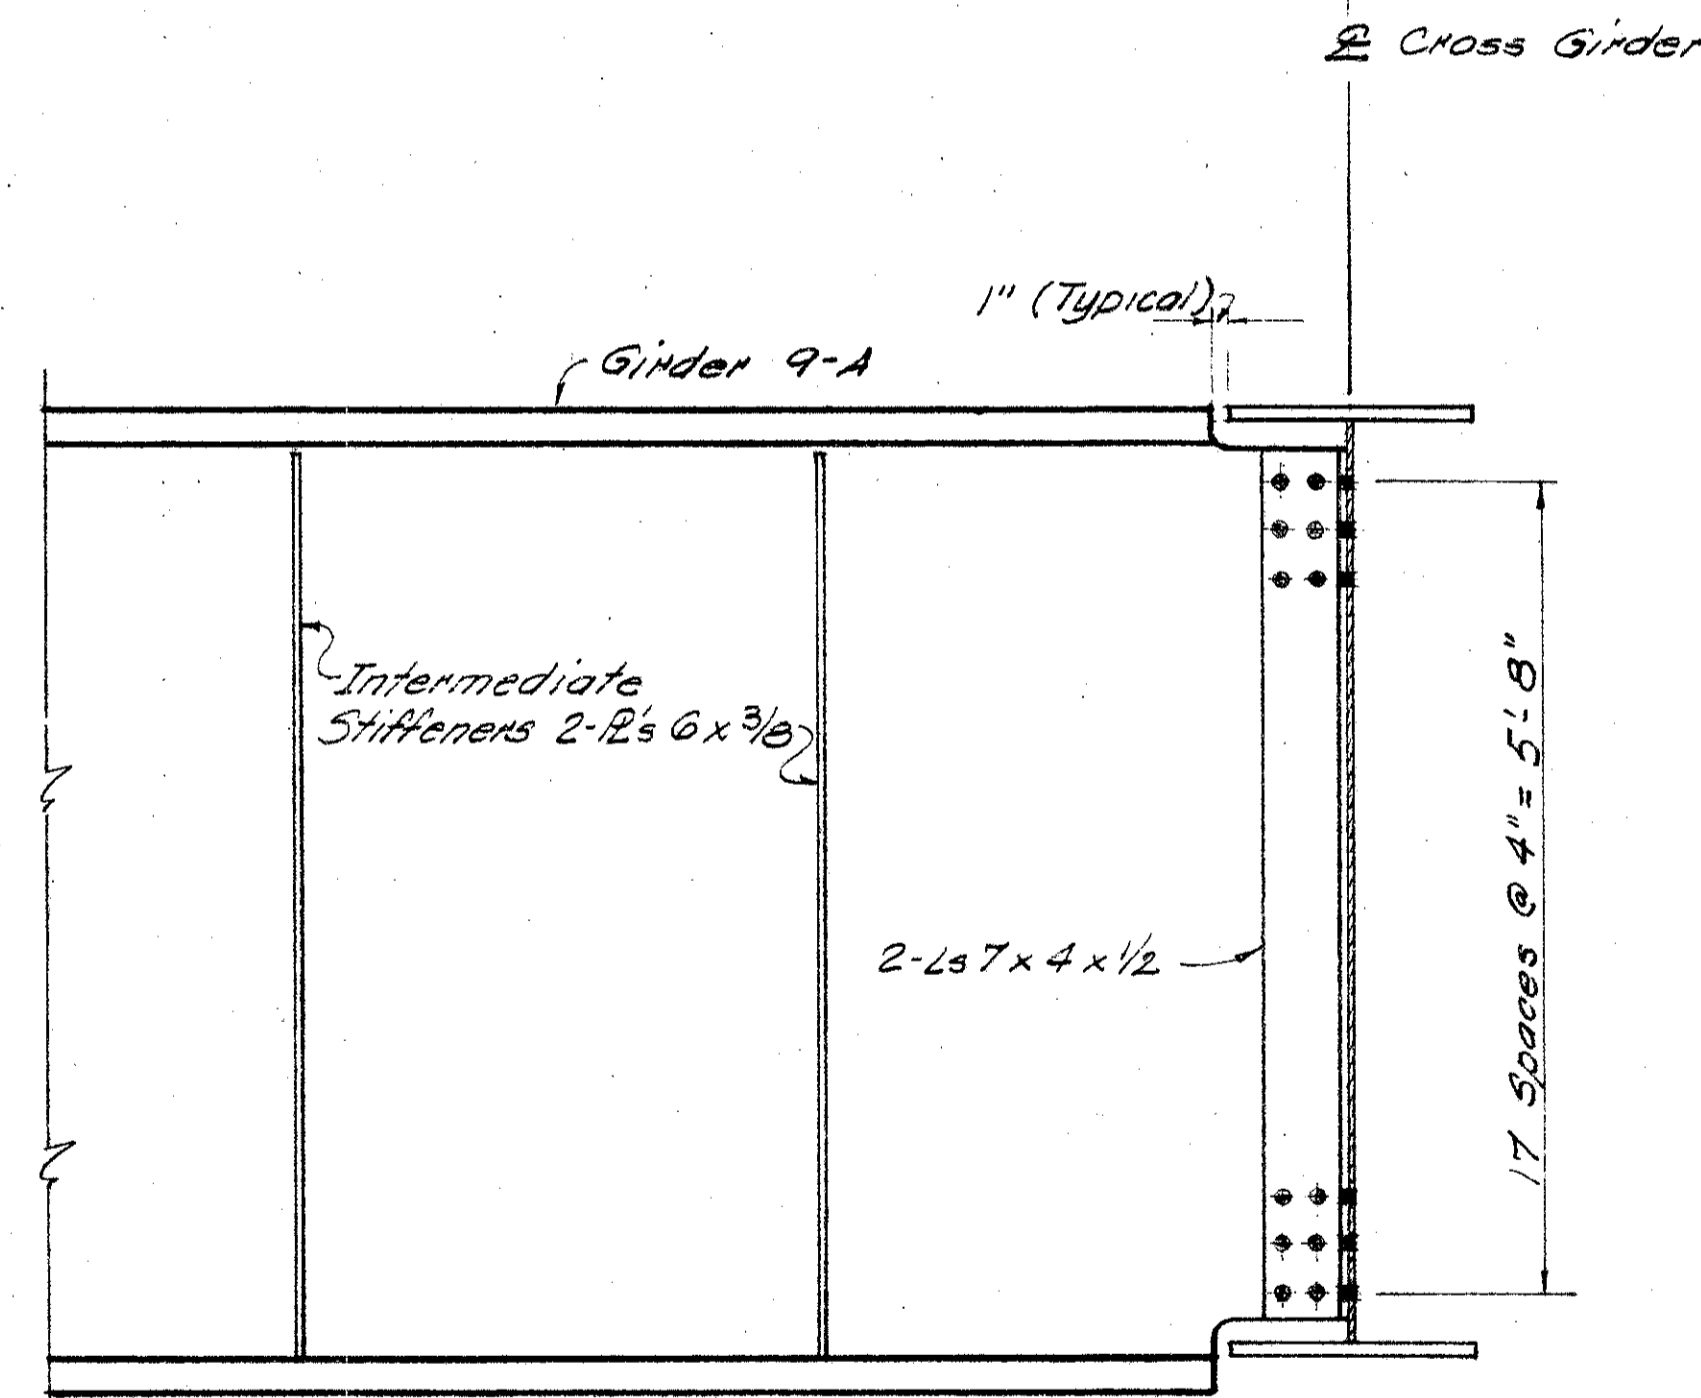 ℄ Cross Girder
1" (Typical)
Girder 9-A
Intermediate
Stiffeners 2-℞'s 6 x 3/8
2-Ls 7 x 4 x 1/2
17 Spaces @ 4" = 5'-8"